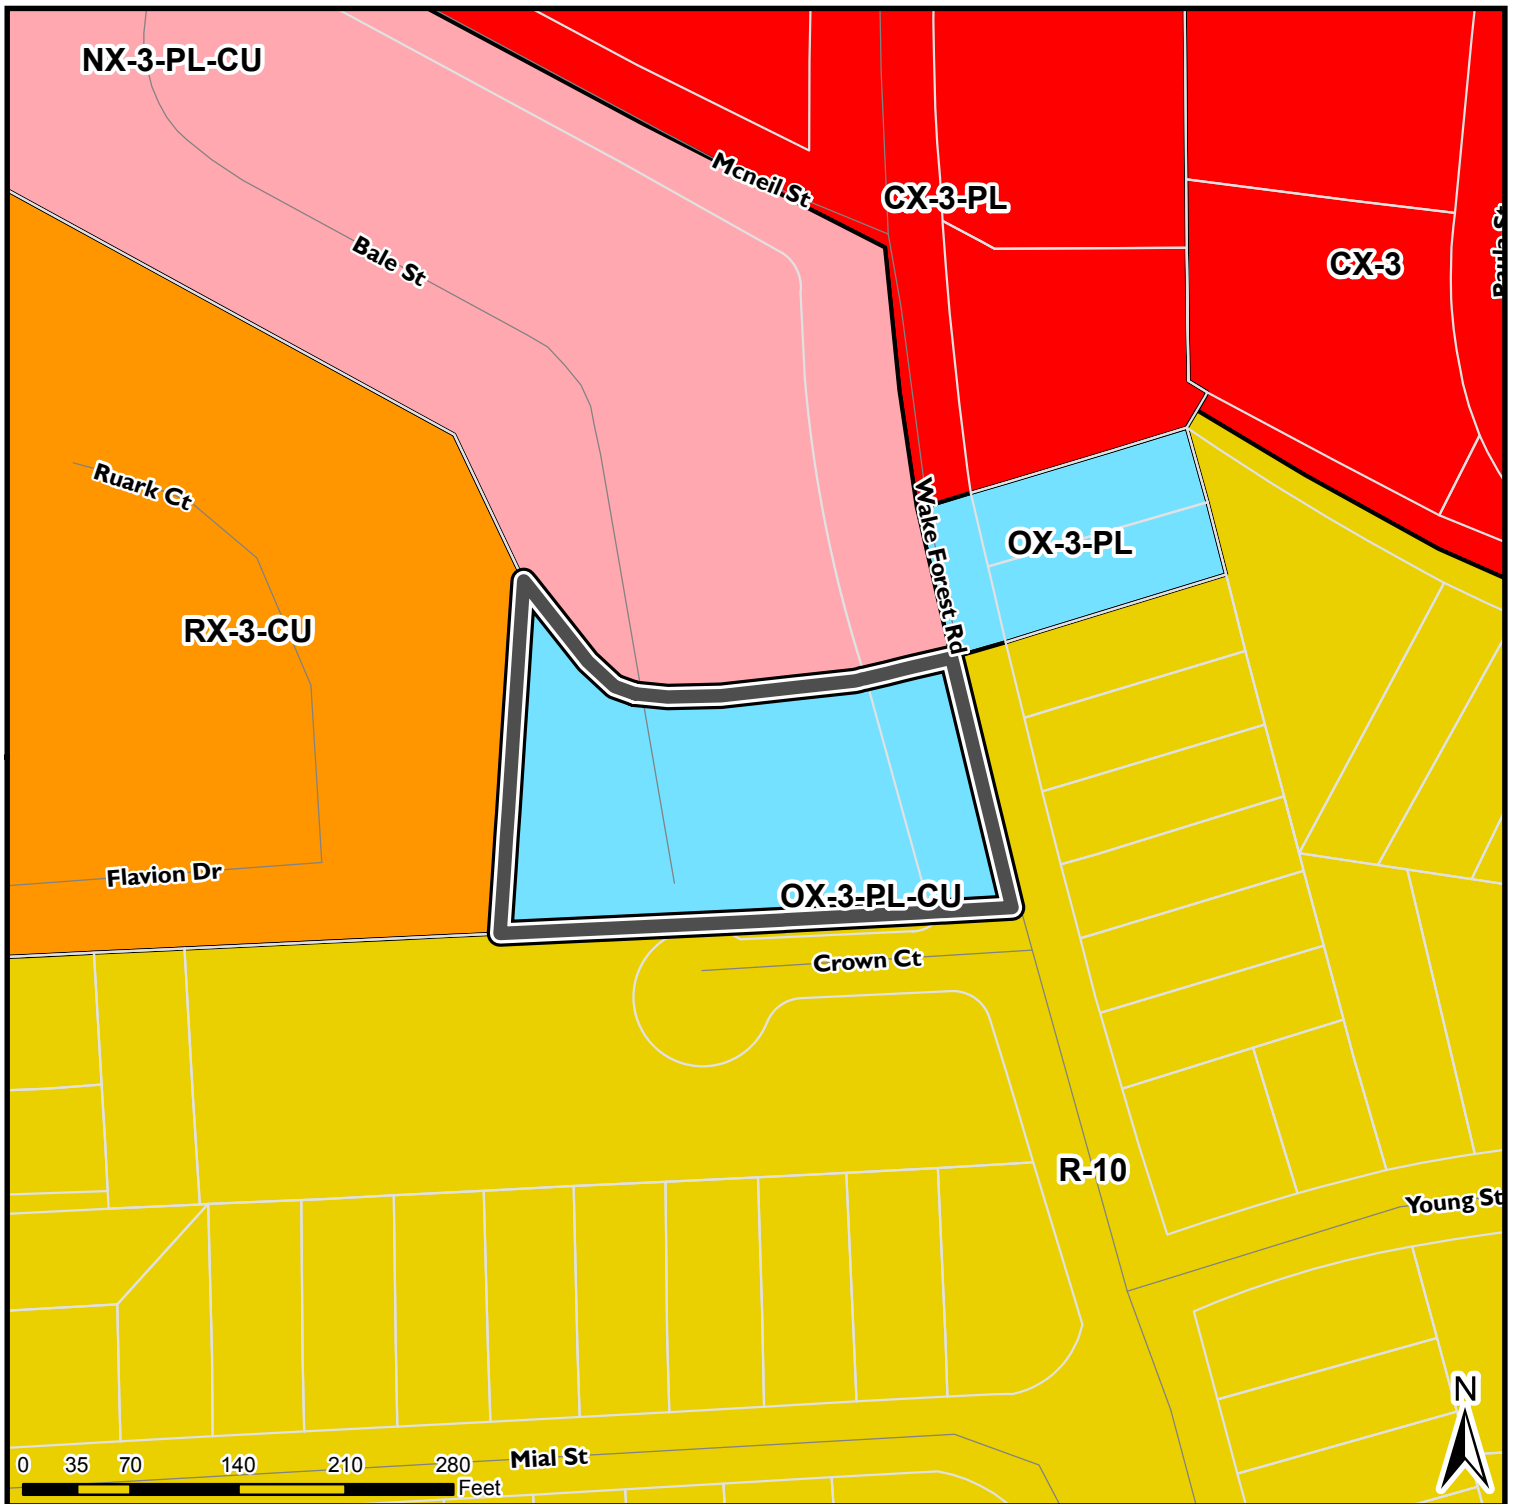 NX-3-PL-CU
Mcneil St
CX-3-PL
Bale St
CX-3
Paula St
Ruark Ct
Wake Forest Rd
OX-3-PL
RX-3-CU
Flavion Dr
OX-3-PL-CU
Crown Ct
R-10
Young St
N
Mial St
0 35 70 140 210 280
Feet